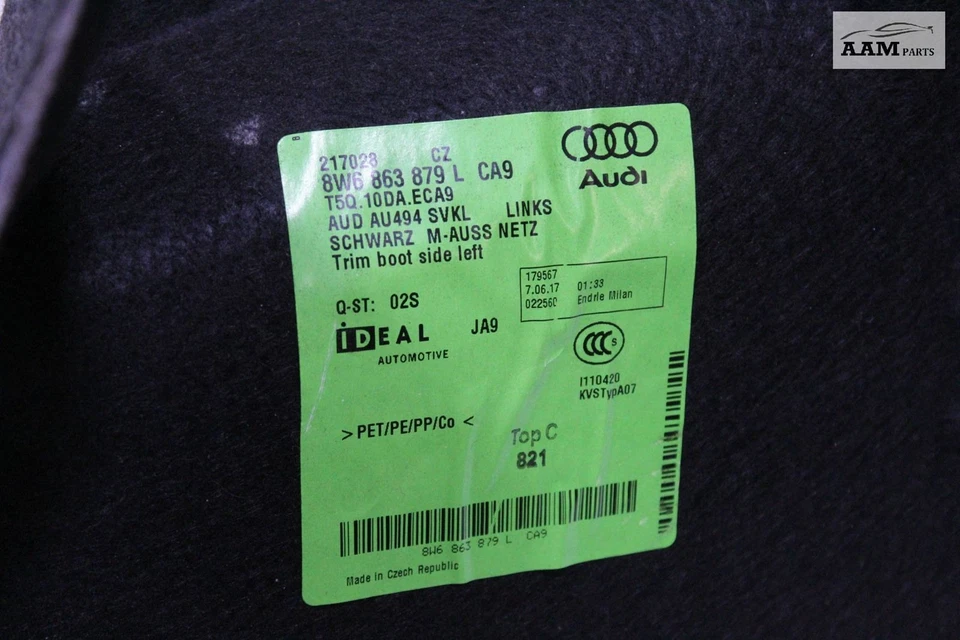 AAM PARTS
217028 CZ
8W6 863 879 L CA9
T5Q.10DA.ECA9
AUD AU494 SVKL LINKS
SCHWARZ M-AUSS NETZ
Trim boot side left
Audi
Q-ST: 02S
179567
7.06.17 01:33
022560 Endrle Milan
iDEAL JA9
AUTOMOTIVE
CCC S
I110420
KVSTypA07
>PET/PE/PP/Co <
Top C
821
8W6 863 879 L CA9
Made in Czech Republic